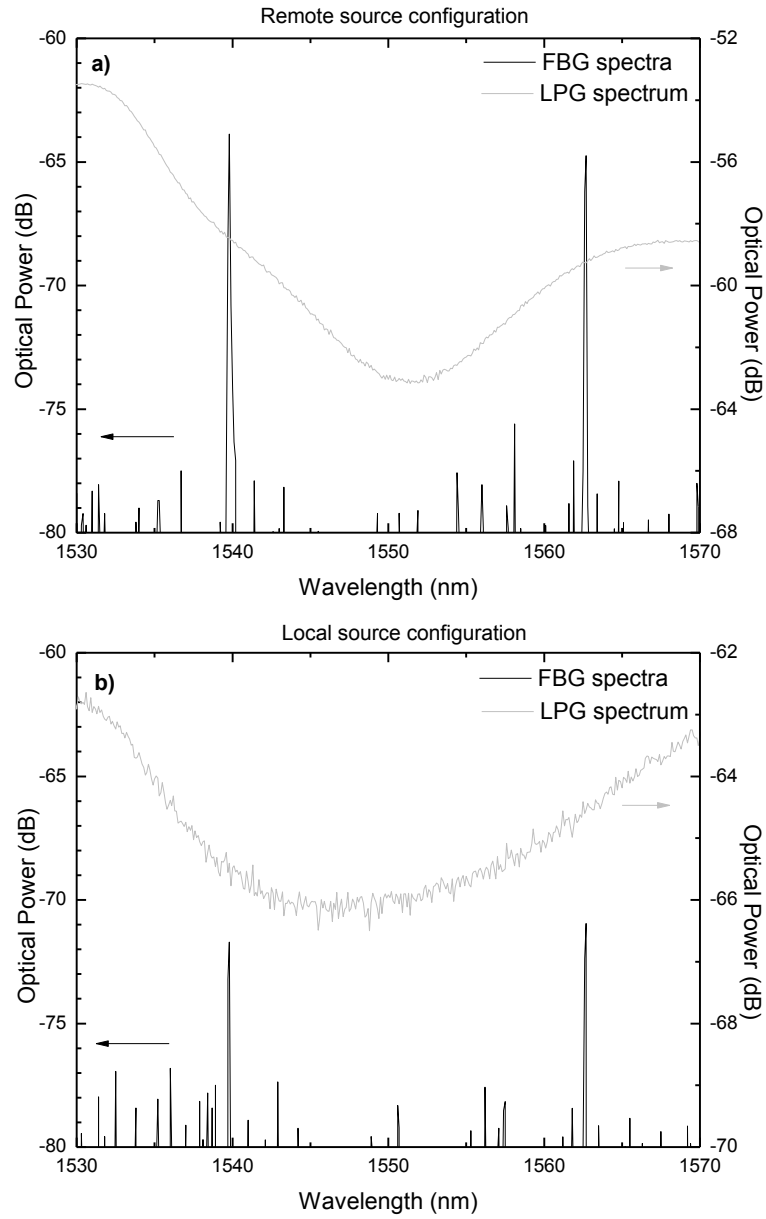 Remote source configuration
a)
FBG spectra
LPG spectrum
-60
-65
-70
-75
-80
Optical Power (dB)
-52
-56
-60
-64
-68
Optical Power
(dB)
1530
1540
1550
1560
1570
Wavelength (nm)
Local source configuration
b)
FBG spectra
LPG spectrum
-60
-65
-70
-75
-80
Optical Power (dB)
-62
-64
-66
-68
-70
Optical Power
(dB)
1530
1540
1550
1560
1570
Wavelength (nm)